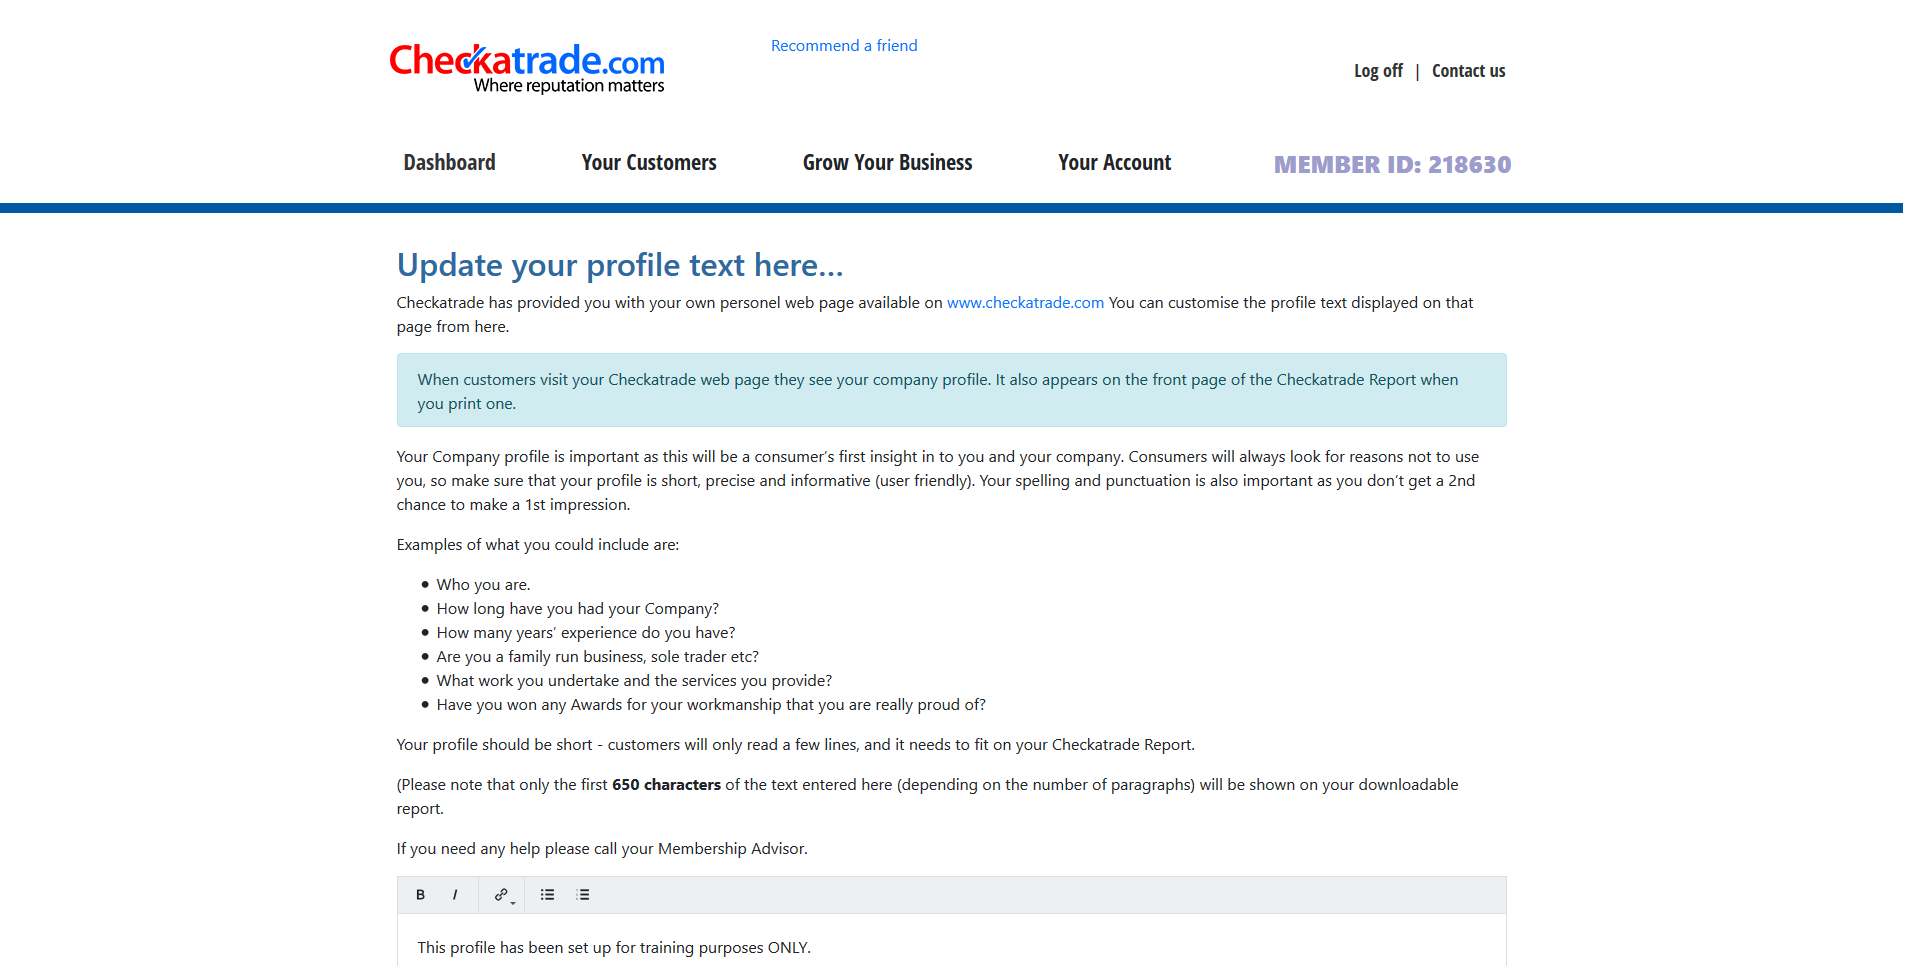 Checkatrade.com
Where reputation matters
Recommend a friend
Log off | Contact us
Dashboard
Your Customers
Grow Your Business
Your Account
MEMBER ID: 218630
Update your profile text here...
Checkatrade has provided you with your own personel web page available on www.checkatrade.com You can customise the profile text displayed on that
page from here.
When customers visit your Checkatrade web page they see your company profile. It also appears on the front page of the Checkatrade Report when
you print one.
Your Company profile is important as this will be a consumer's first insight in to you and your company. Consumers will always look for reasons not to use
you, so make sure that your profile is short, precise and informative (user friendly). Your spelling and punctuation is also important as you don't get a 2nd
chance to make a 1st impression.
Examples of what you could include are:
• Who you are.
• How long have you had your Company?
• How many years' experience do you have?
• Are you a family run business, sole trader etc?
• What work you undertake and the services you provide?
• Have you won any Awards for your workmanship that you are really proud of?
Your profile should be short - customers will only read a few lines, and it needs to fit on your Checkatrade Report.
(Please note that only the first 650 characters of the text entered here (depending on the number of paragraphs) will be shown on your downloadable
report.
If you need any help please call your Membership Advisor.
B I
This profile has been set up for training purposes ONLY.